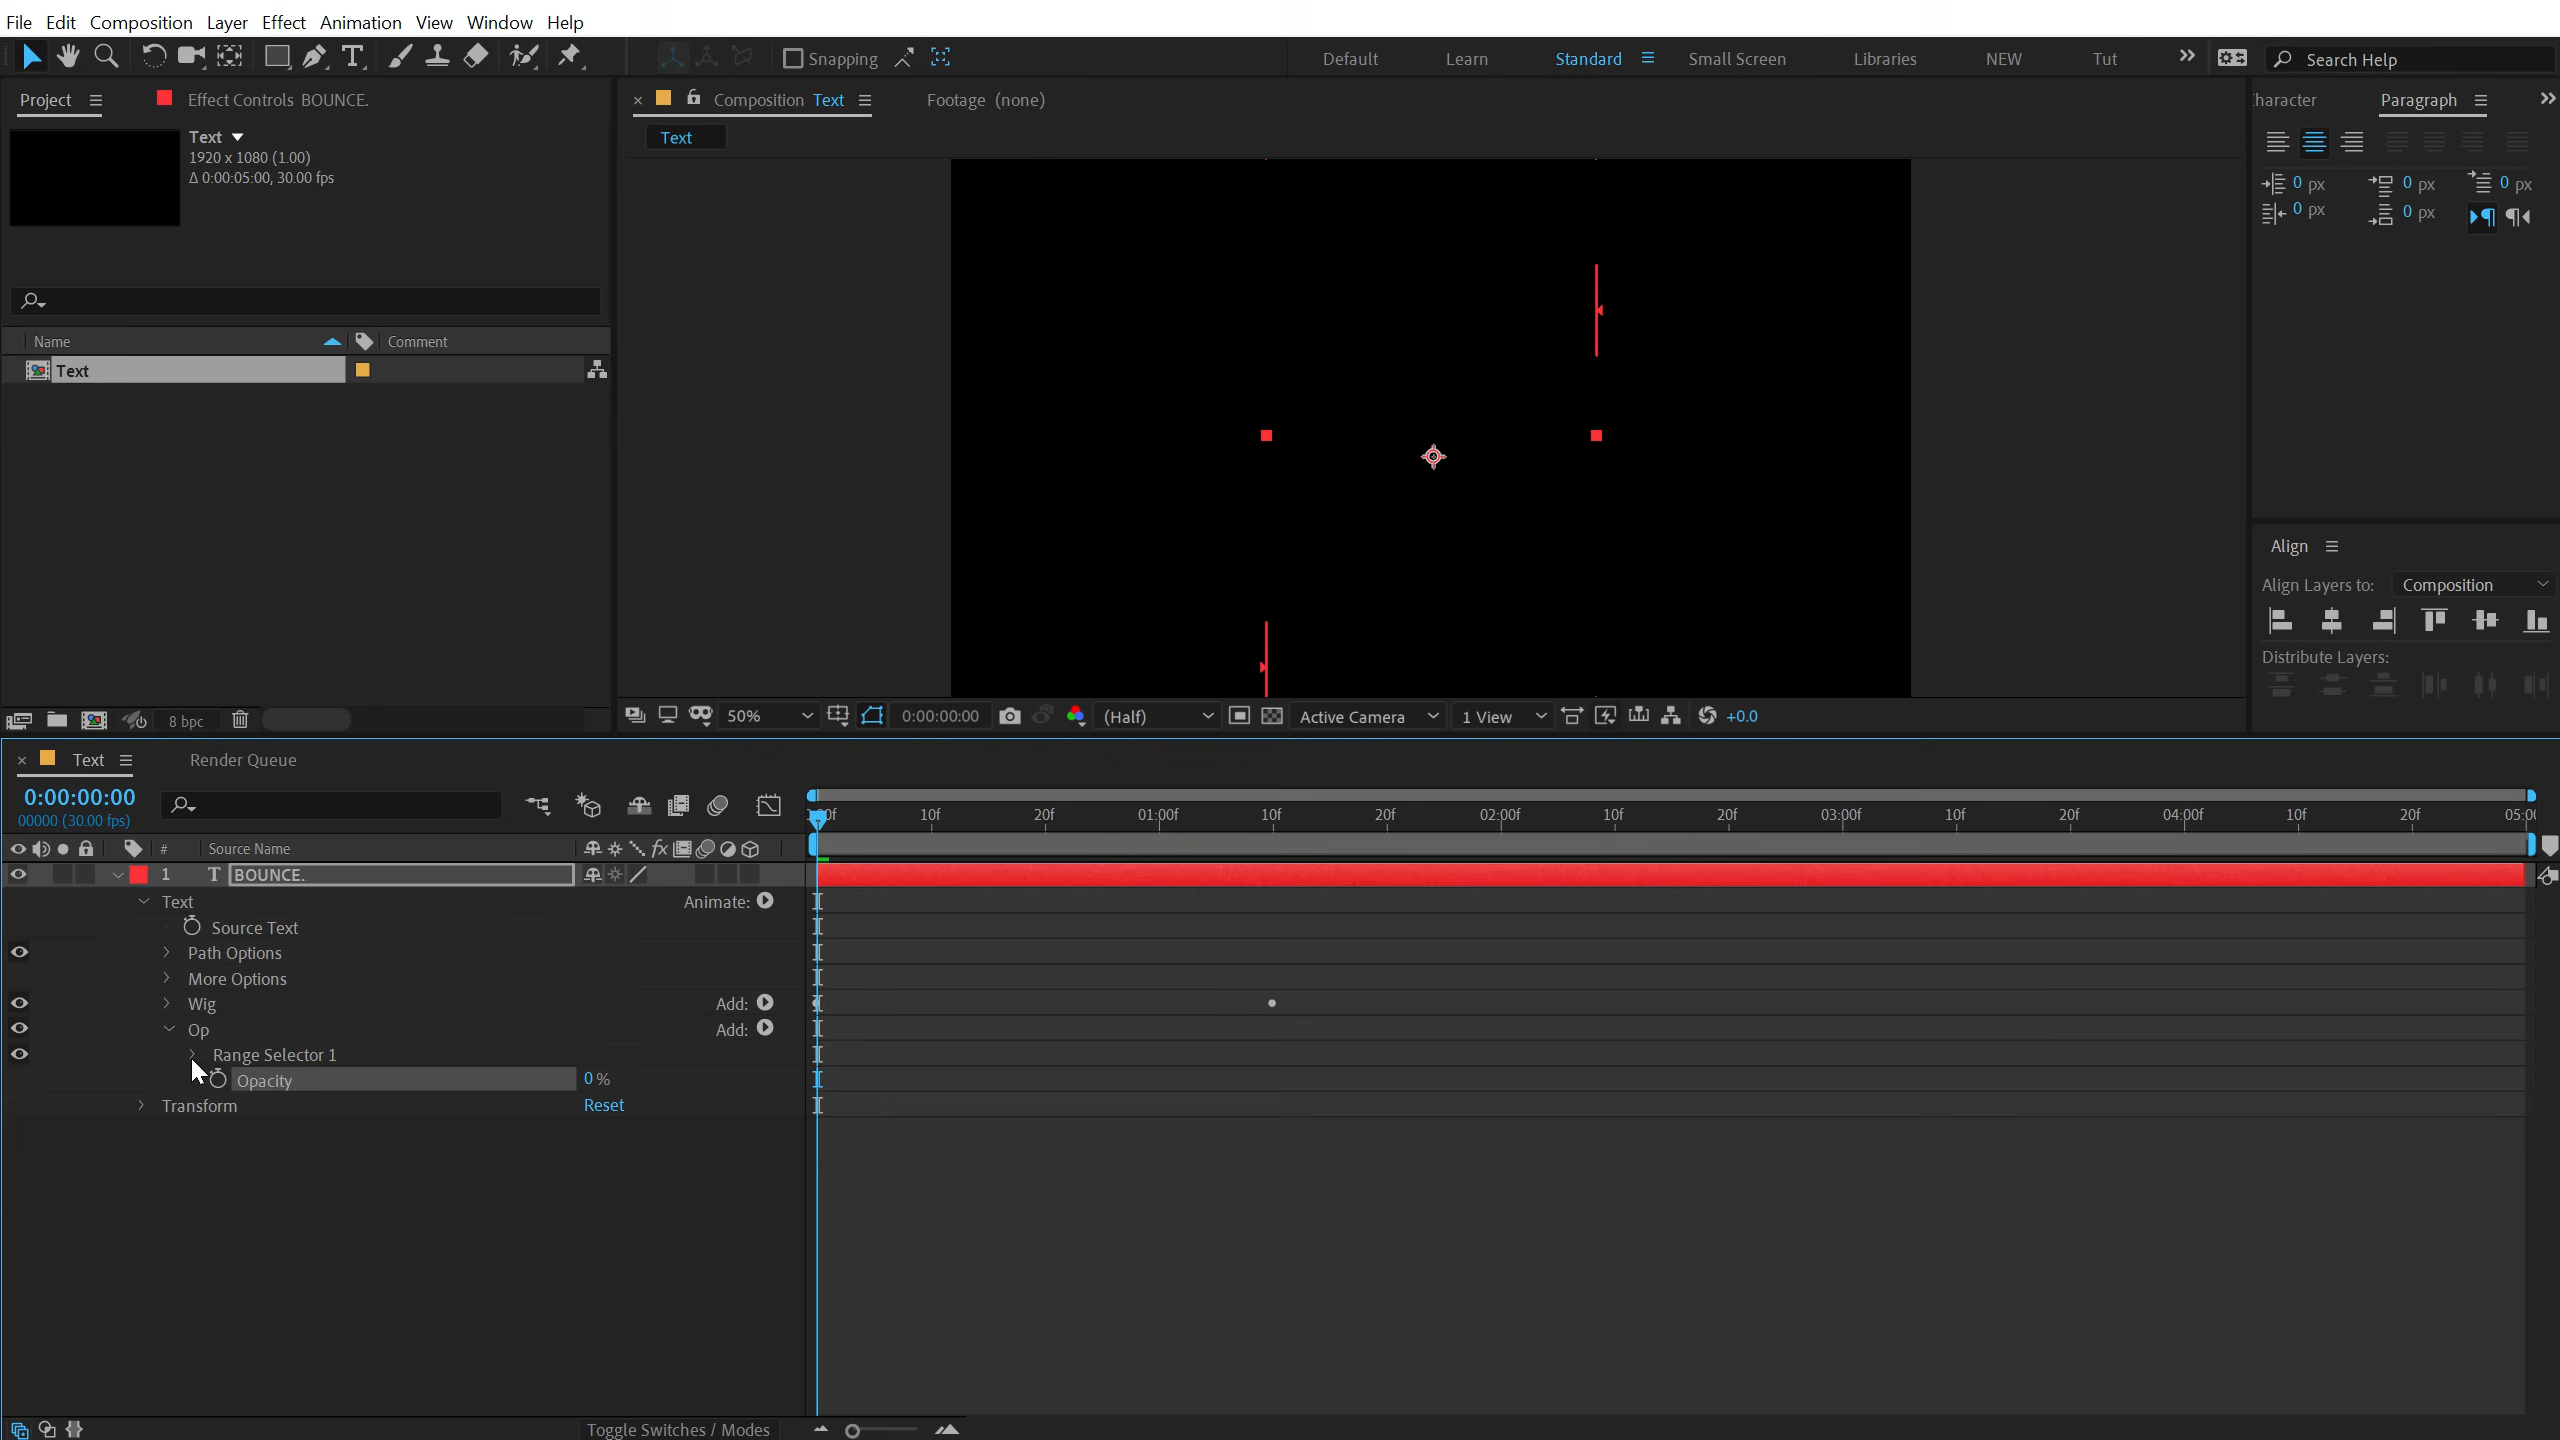 File Edit Composition Layer Effect Animation View Window Help
Snapping
Default Learn Standard Small Screen Libraries NEW Tut
Search Help
Project
Effect Controls BOUNCE.
Text
1920 x 1080 (1.00)
Δ 0:00:05:00, 30.00 fps
Name
Comment
Text
8 bpc
Composition Text
Footage (none)
Text
50%
0:00:00:00
(Half)
Active Camera
1 View
+0.0
haracter
Paragraph
0 px 0 px 0 px
0 px 0 px
Align
Align Layers to: Composition
Distribute Layers:
Text
Render Queue
0:00:00:00
00000 (30.00 fps)
10f 20f 01:00f 10f 20f 02:00f 10f 20f 03:00f 10f 20f 04:00f 10f 20f 05:00
# Source Name
1 T BOUNCE.
Text Animate:
Source Text
Path Options
More Options
Wig Add:
Op Add:
Range Selector 1
Opacity 0 %
Transform Reset
Toggle Switches / Modes